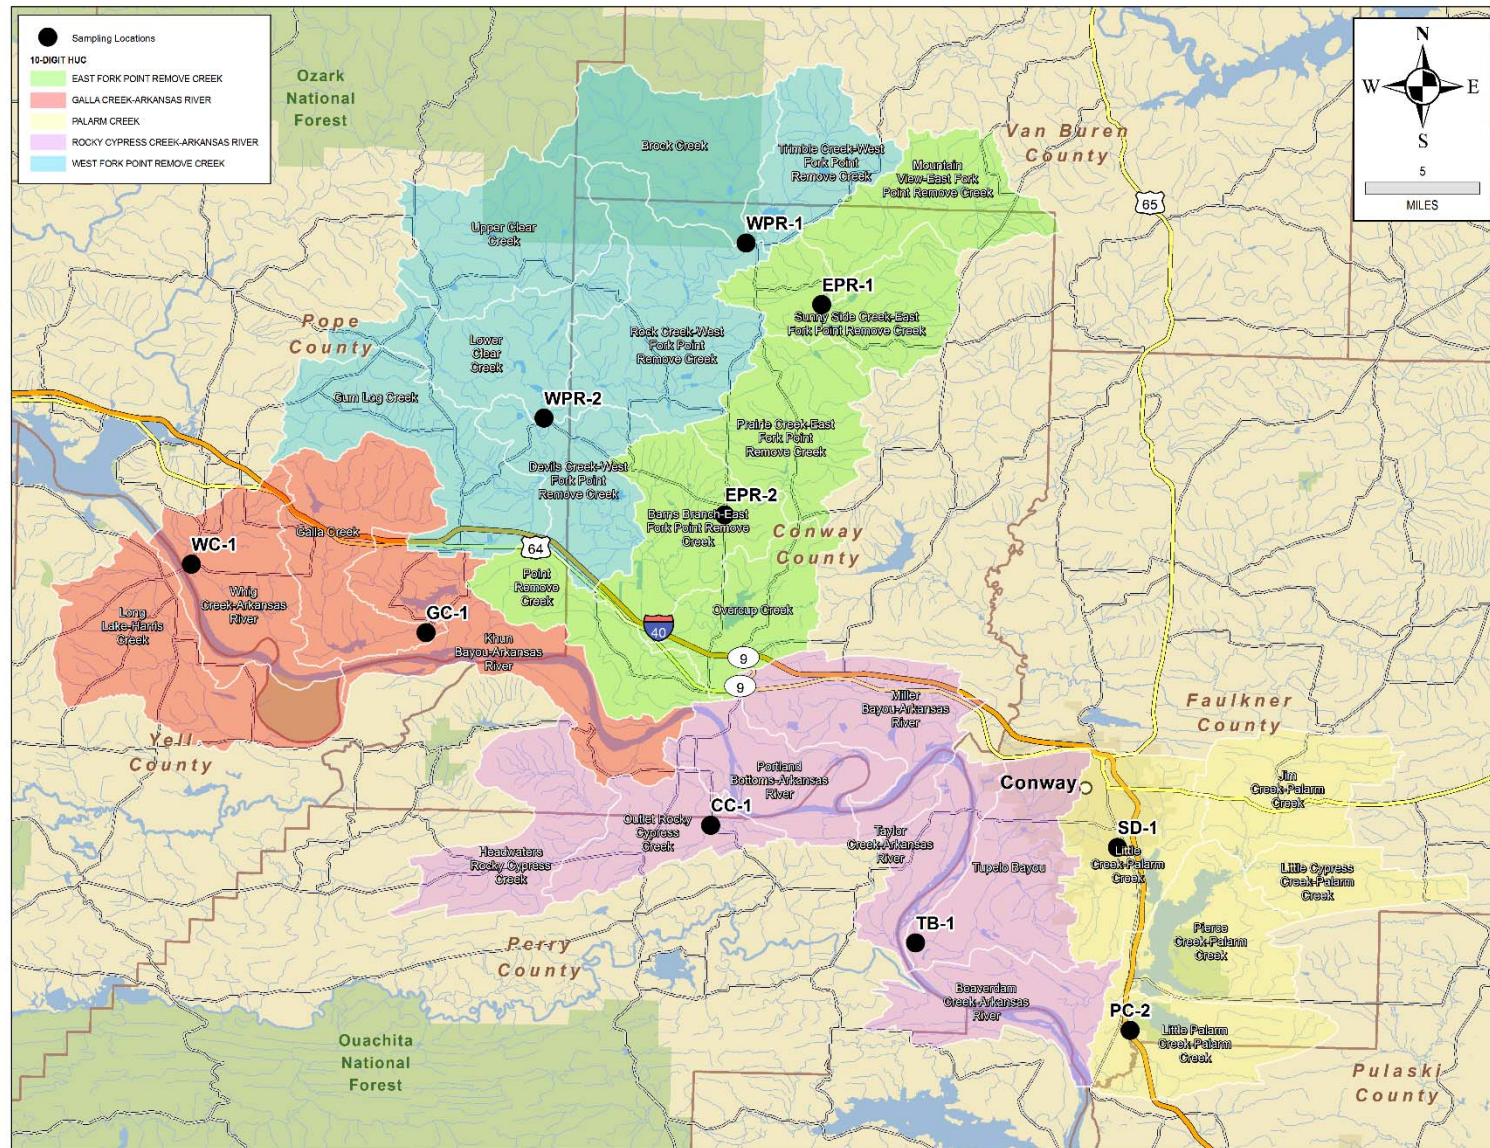 Sampling Locations
10-DIGIT HUC
EAST FORK POINT REMOVE CREEK
GALLA CREEK-ARKANSAS RIVER
PALARM CREEK
ROCKY CYPRESS CREEK-ARKANSAS RIVER
WEST FORK POINT REMOVE CREEK
N
W
E
S
5
MILES
Ozark
National
Forest
Van Buren
County
65
Brock Creek
Trimble Creek-West
Fork Point
Remove Creek
Mountain
View-East Fork
Point Remove Creek
Upper Clear
Creek
WPR-1
EPR-1
Sunny Side Creek-East
Fork Point Remove Creek
Pope
County
Lower
Clear
Creek
Rock Creek-West
Fork Point
Remove Creek
Gum Log Creek
WPR-2
Prairie Creek-East
Fork Point
Remove Creek
Devils Creek-West
Fork Point
Remove Creek
EPR-2
Barns Branch-East
Fork Point Remove
Creek
Conway
County
Galla Creek
WC-1
64
Point
Remove
Creek
Whig
Creek-Arkansas
River
Long
Lake-Harris
Creek
GC-1
Khun
Bayou-Arkansas
River
Overcup Creek
40
9
9
Miller
Bayou-Arkansas
River
Faulkner
County
Yell
County
Portland
Bottoms-Arkansas
River
Conway
Jim
Creek-Palarm
Creek
CC-1
Outlet Rocky
Cypress
Creek
SD-1
Little
Creek-Palarm
Creek
Taylor
Creek-Arkansas
River
Headwaters
Rocky Cypress
Creek
Tupelo Bayou
Little Cypress
Creek-Palarm
Creek
TB-1
Pierce
Creek-Palarm
Creek
Perry
County
Beaverdam
Creek-Arkansas
River
PC-2
Little Palarm
Creek-Palarm
Creek
Ouachita
National
Forest
Pulaski
County